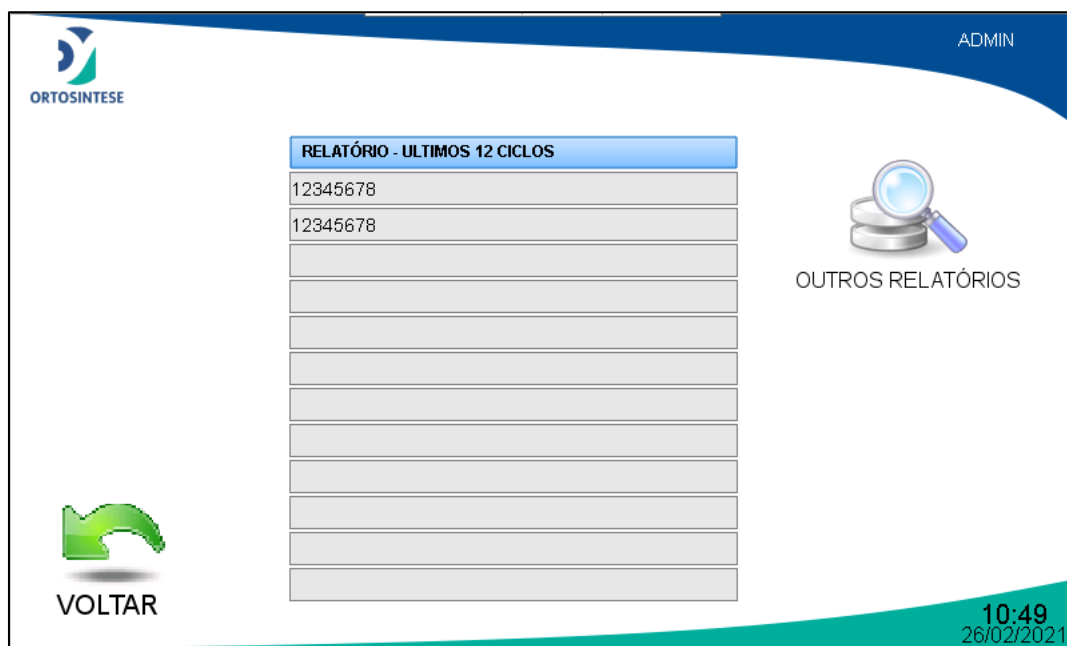 ADMIN
ORTOSINTESE
RELATÓRIO - ULTIMOS 12 CICLOS
12345678
12345678
OUTROS RELATÓRIOS
VOLTAR
10:49
26/02/2021